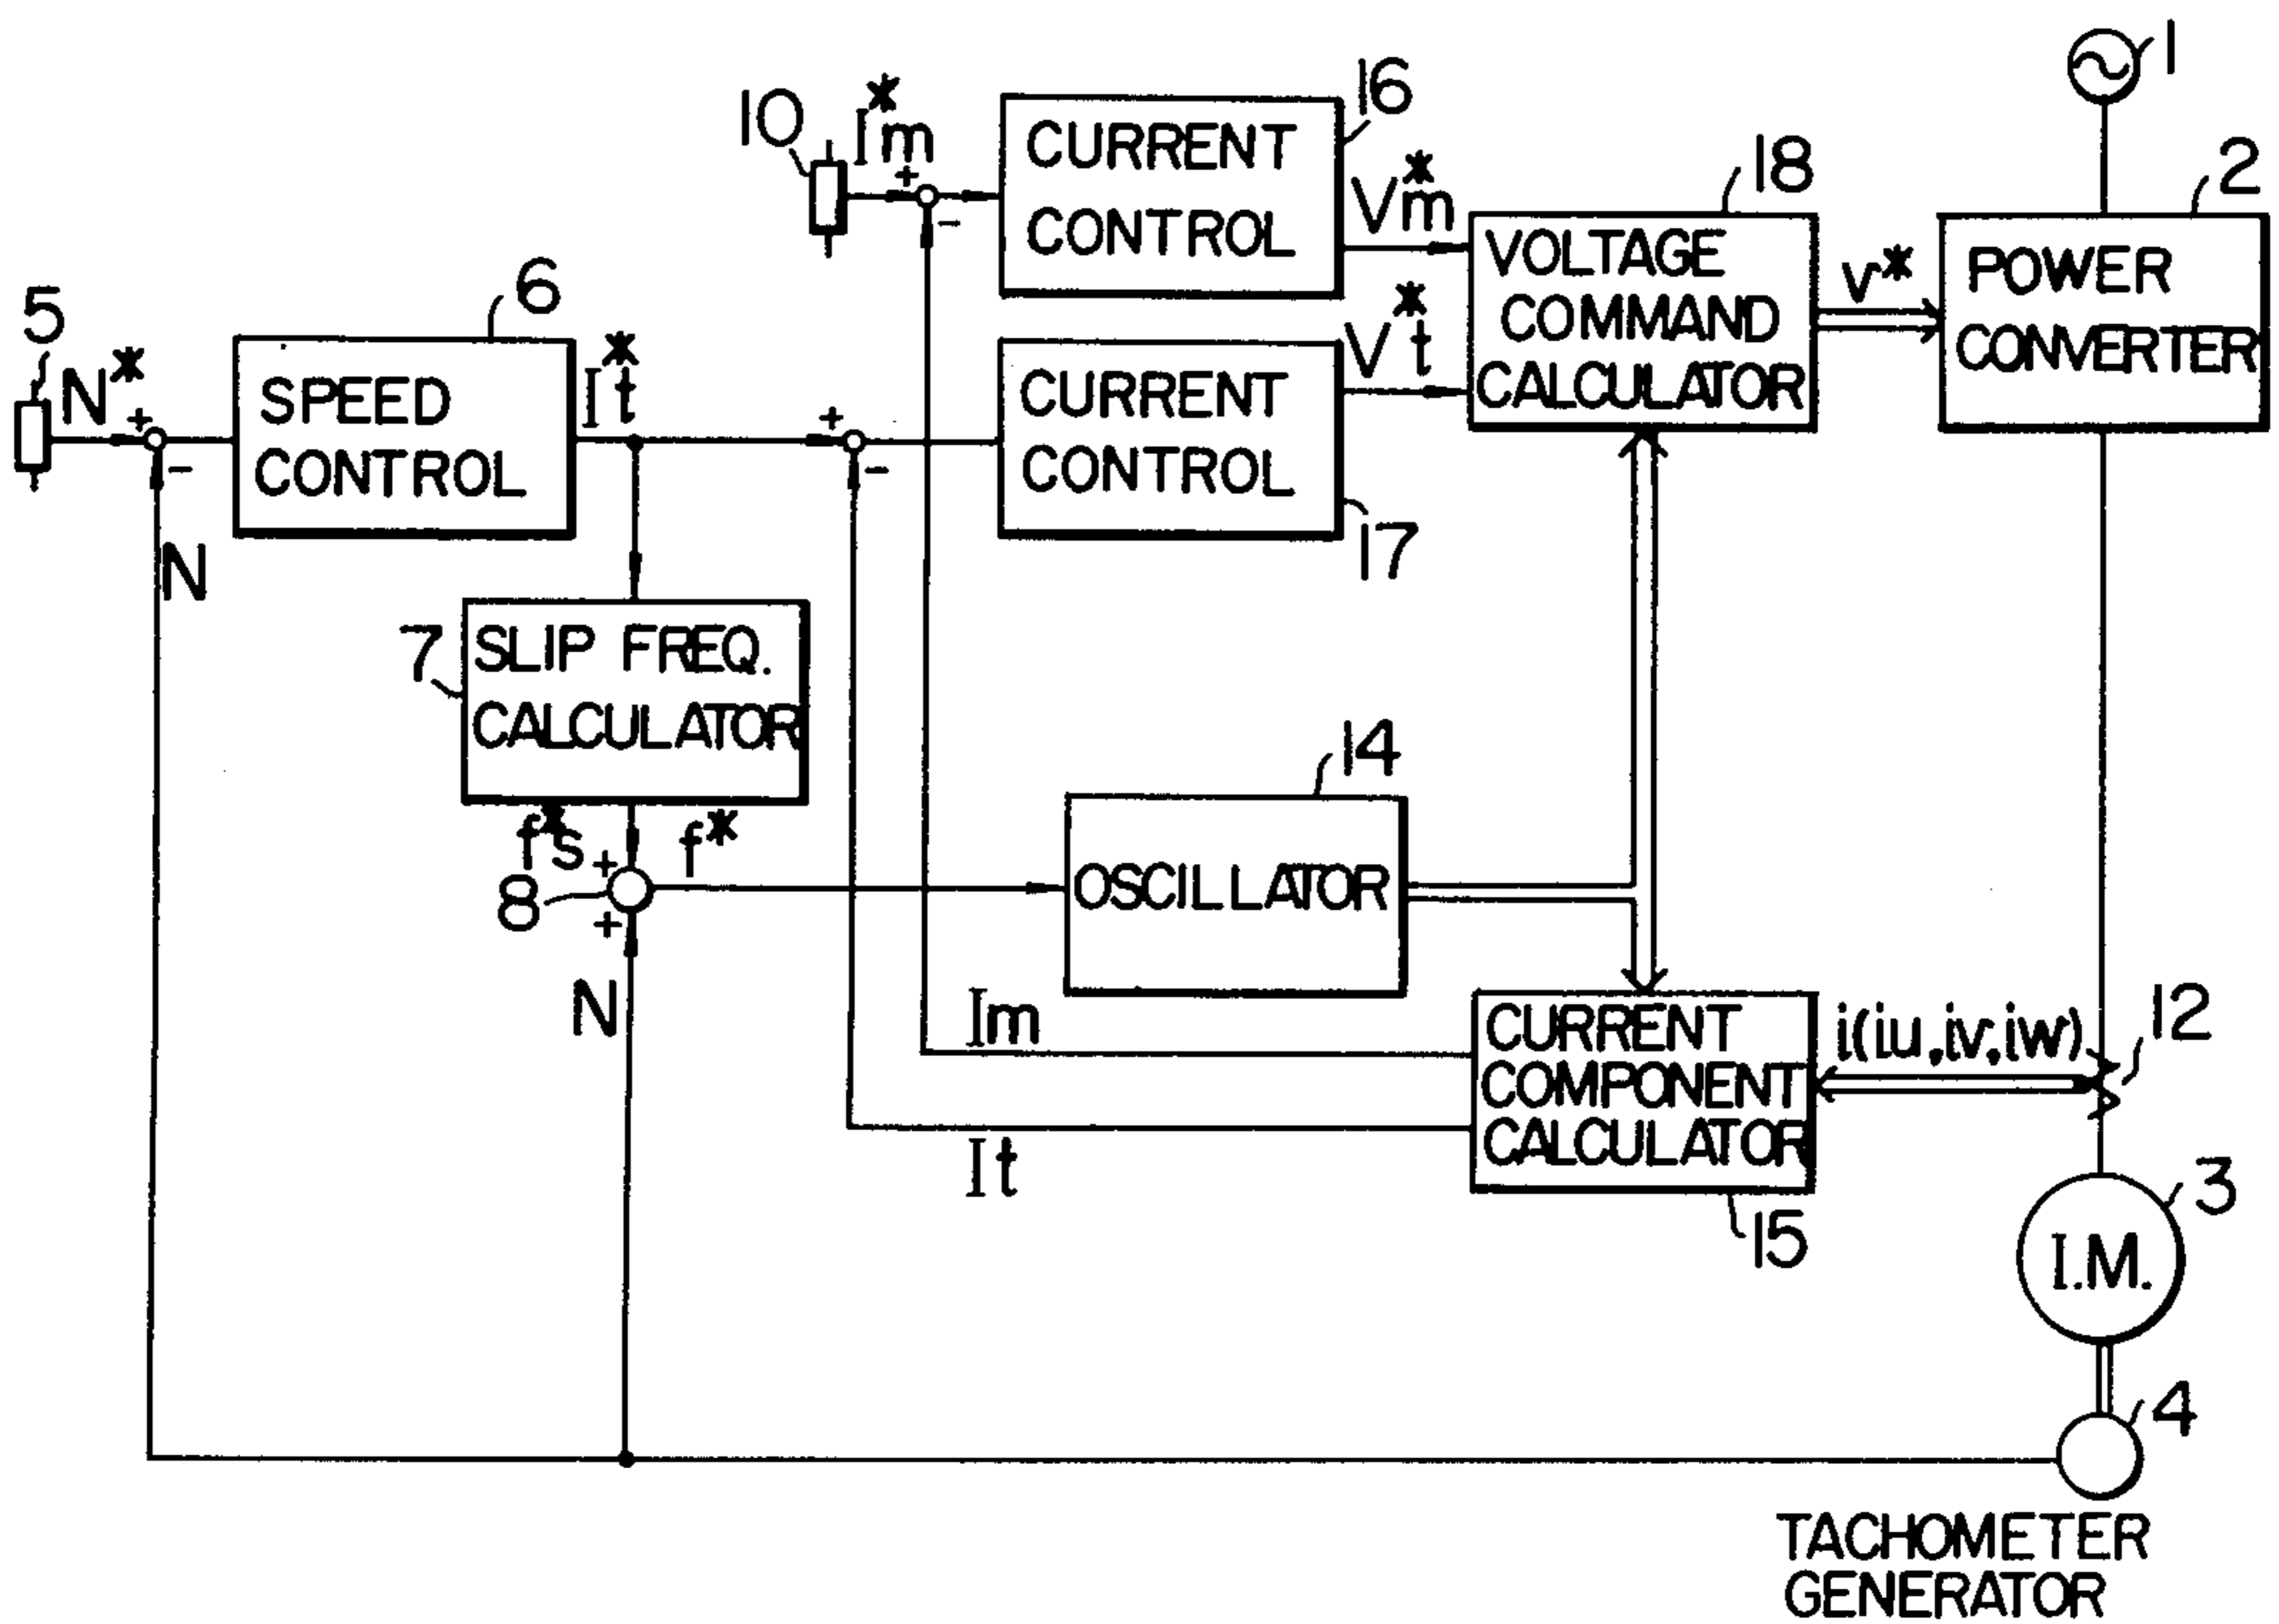 1
10
I*m
16
CURRENT
CONTROL
V*m
18
2
VOLTAGE
COMMAND
CALCULATOR
v*
POWER
CONVERTER
5
N*
+
-
6
SPEED
CONTROL
I*t
+
-
+
-
CURRENT
CONTROL
17
V*t
N
7
SLIP FREQ.
CALCULATOR
f*s
+
f*
8
+
N
14
OSCILLATOR
Im
It
CURRENT
COMPONENT
CALCULATOR
15
i(iu,iv,iw)
12
3
I.M.
4
TACHOMETER
GENERATOR